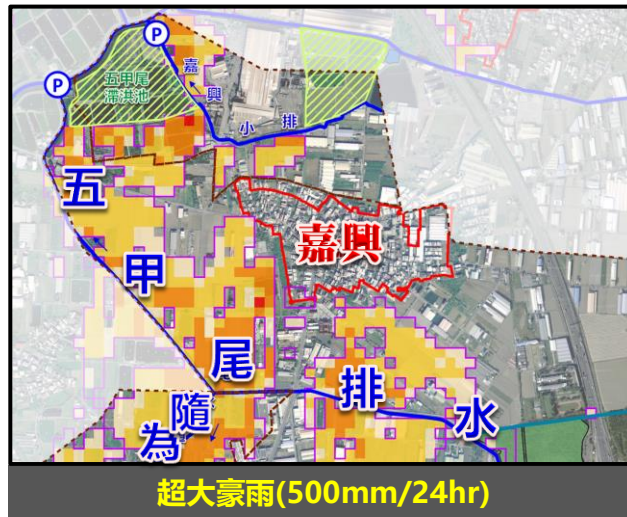 P
P
五甲尾
滯洪池
嘉興小排
嘉興
五甲尾排水
隨
為
超大豪雨(500mm/24hr)